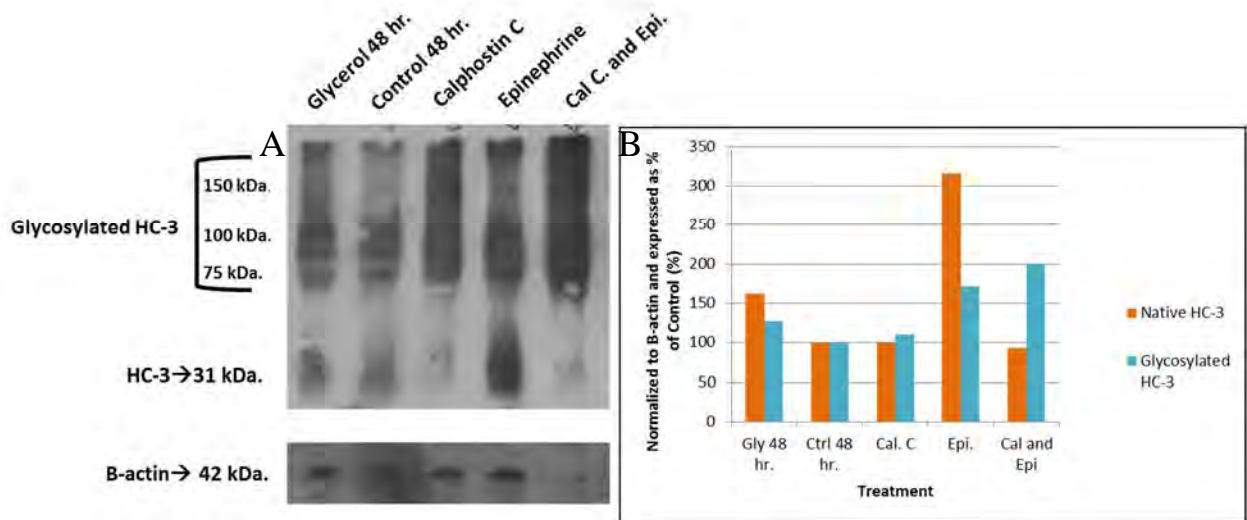 Glycerol 48 hr.
Control 48 hr.
Calphostin C
Epinephrine
Cal C. and Epi.
A
150 kDa.
Glycosylated HC-3
100 kDa.
75 kDa.
HC-3→31 kDa.
B-actin→ 42 kDa.
B
Normalized to B-actin and expressed as %
of Control (%)
350
300
250
200
150
100
50
0
Gly 48
hr.
Ctrl 48
hr.
Cal. C
Epi.
Cal and
Epi
Treatment
Native HC-3
Glycosylated
HC-3